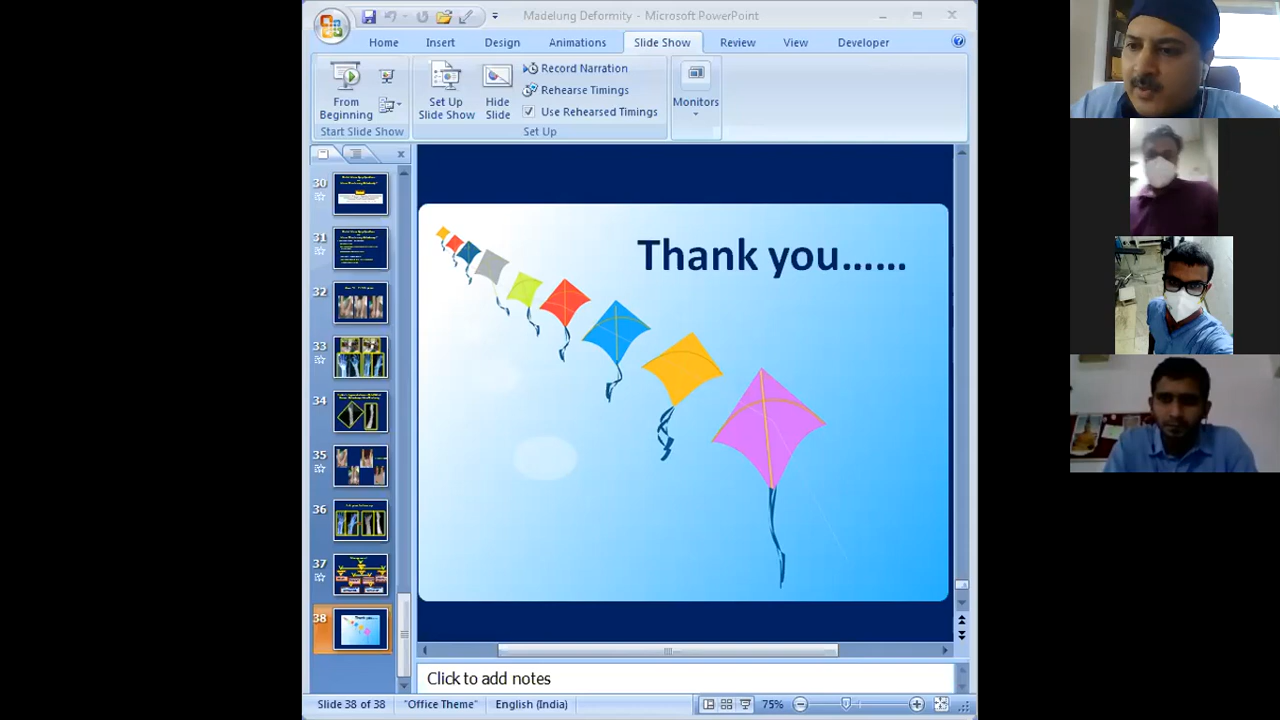 Madelung Deformity - Microsoft PowerPoint
Home Insert Design Animations Slide Show Review View Developer
From Beginning
Set Up Slide Show
Hide Slide
Record Narration
Rehearse Timings
Use Rehearsed Timings
Monitors
Start Slide Show
Set Up
30
31
32
33
34
35
36
37
38
Thank you......
Click to add notes
Slide 38 of 38
"Office Theme"
English (India)
75%